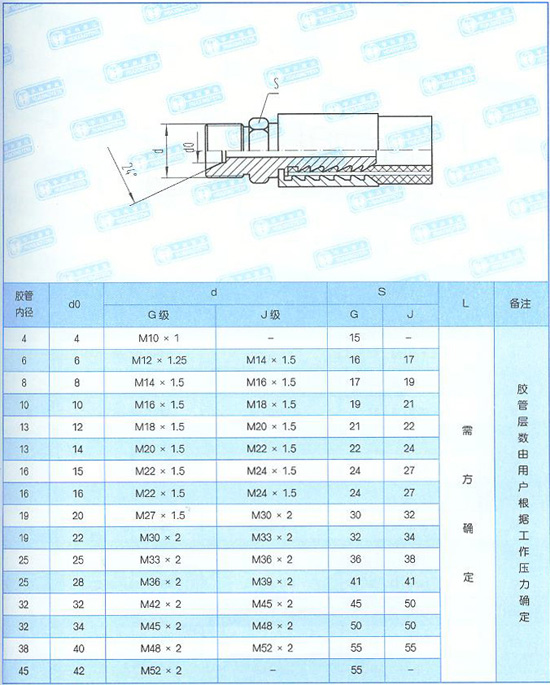 S
d
d0
24°
胶管内径 d0 d S L 备注
G 级 J 级 G J
4 4 M10 × 1 – 15 –
6 6 M12 × 1.25 M14 × 1.5 16 17
8 8 M14 × 1.5 M16 × 1.5 17 19
10 10 M16 × 1.5 M18 × 1.5 19 21
13 12 M18 × 1.5 M20 × 1.5 21 22
13 14 M20 × 1.5 M22 × 1.5 22 24
16 15 M22 × 1.5 M24 × 1.5 24 27
16 16 M22 × 1.5 M24 × 1.5 24 27
19 20 M27 × 1.5 M30 × 2 30 32
19 22 M30 × 2 M33 × 2 32 34
25 25 M33 × 2 M36 × 2 36 38
25 28 M36 × 2 M39 × 2 41 41
32 32 M42 × 2 M45 × 2 45 50
32 34 M45 × 2 M48 × 2 50 50
38 40 M48 × 2 M52 × 2 55 55
45 42 M52 × 2 – 55 –
需方确定
胶管层数由用户根据工作压力确定